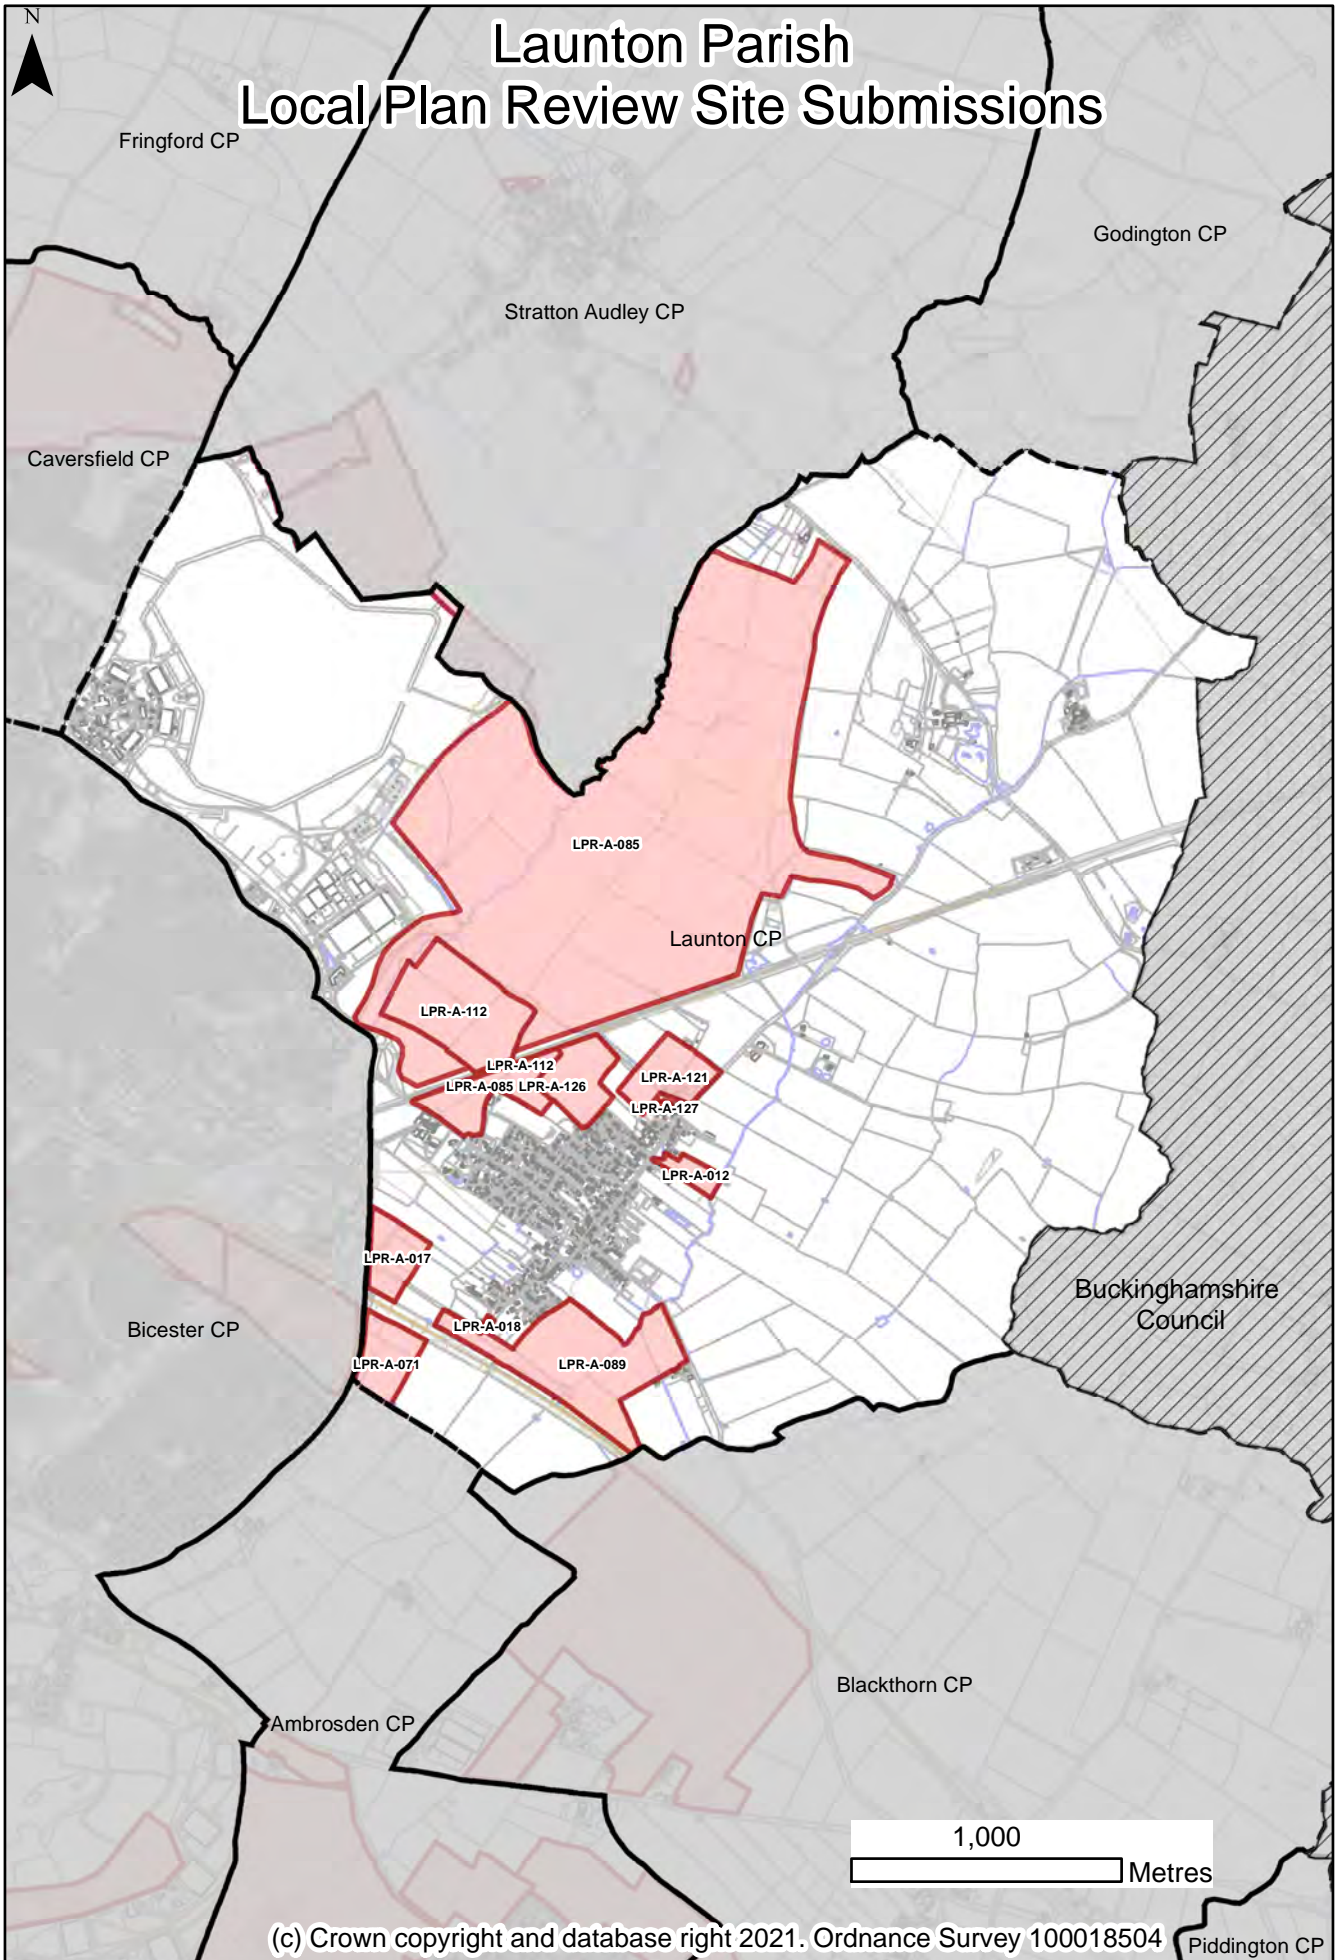 N
Launton Parish
Local Plan Review Site Submissions
Fringford CP
Godington CP
Stratton Audley CP
Caversfield CP
LPR-A-085
Launton CP
LPR-A-112
LPR-A-112
LPR-A-085
LPR-A-126
LPR-A-121
LPR-A-127
LPR-A-012
LPR-A-017
Buckinghamshire
Council
Bicester CP
LPR-A-018
LPR-A-071
LPR-A-089
Blackthorn CP
Ambrosden CP
1,000
Metres
(c) Crown copyright and database right 2021. Ordnance Survey 100018504
Piddington CP